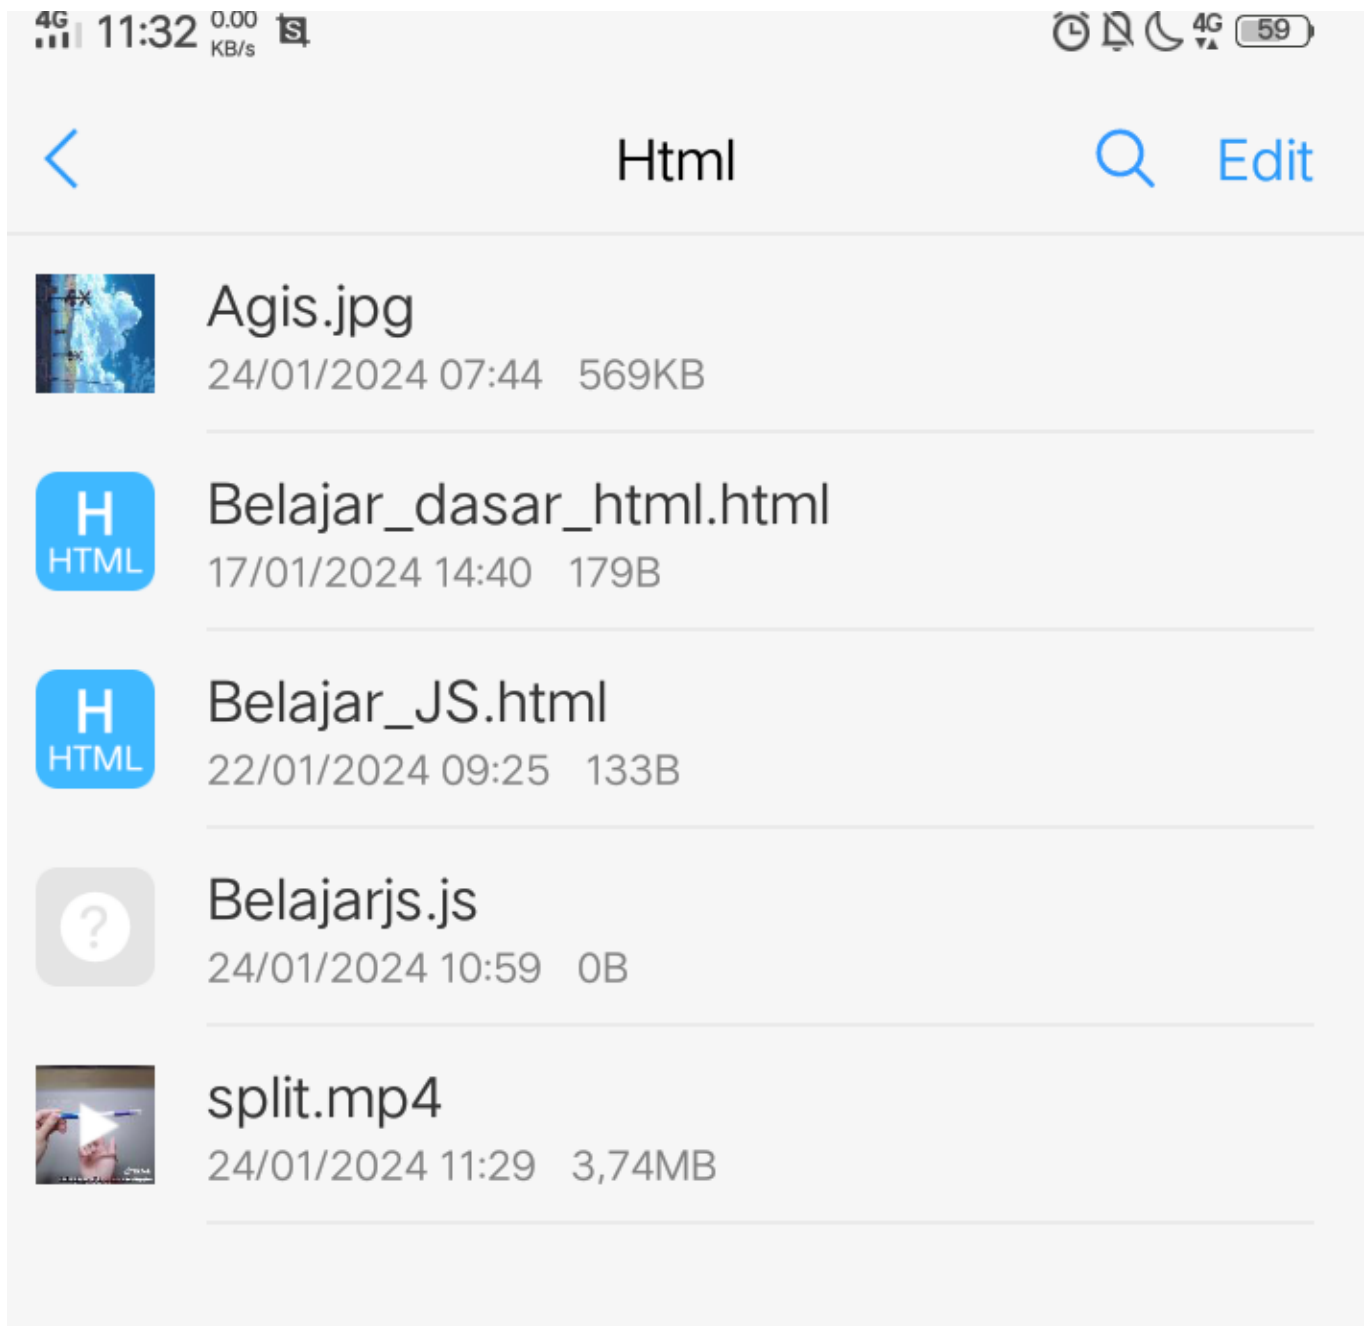 4G 11:32 0.00 KB/s S 4G 59
Html Edit
Agis.jpg
24/01/2024 07:44 569KB
H
HTML
Belajar_dasar_html.html
17/01/2024 14:40 179B
H
HTML
Belajar_JS.html
22/01/2024 09:25 133B
?
Belajarjs.js
24/01/2024 10:59 0B
split.mp4
24/01/2024 11:29 3,74MB